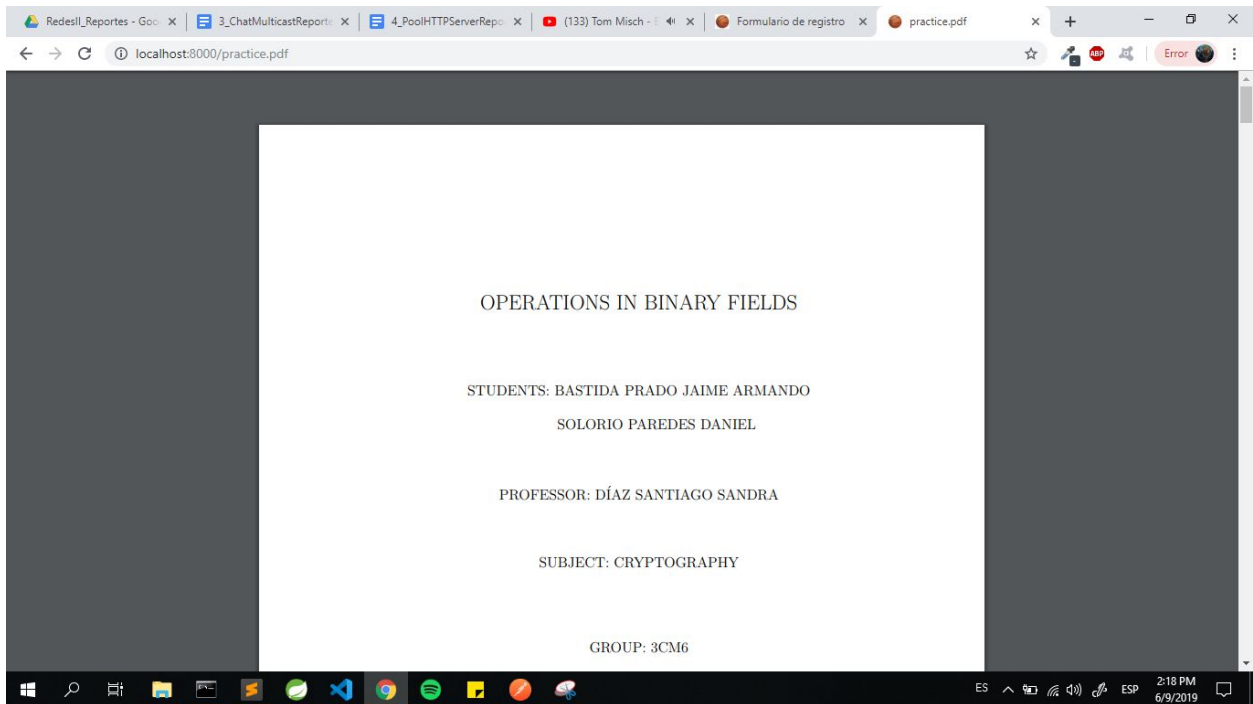 RedesII_Reportes - Goo
3_ChatMulticastReporte
4_PoolHTTPServerRepo
(133) Tom Misch -
Formulario de registro
practice.pdf
localhost:8000/practice.pdf
ABP
Error
OPERATIONS IN BINARY FIELDS
STUDENTS: BASTIDA PRADO JAIME ARMANDO
SOLORIO PAREDES DANIEL
PROFESSOR: DÍAZ SANTIAGO SANDRA
SUBJECT: CRYPTOGRAPHY
GROUP: 3CM6
ES
ESP
2:18 PM
6/9/2019